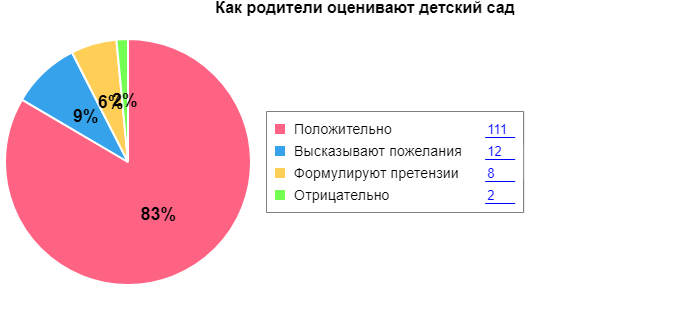 Как родители оценивают детский сад
9%
6%
2%
83%
Положительно 111
Высказывают пожелания 12
Формулируют претензии 8
Отрицательно 2